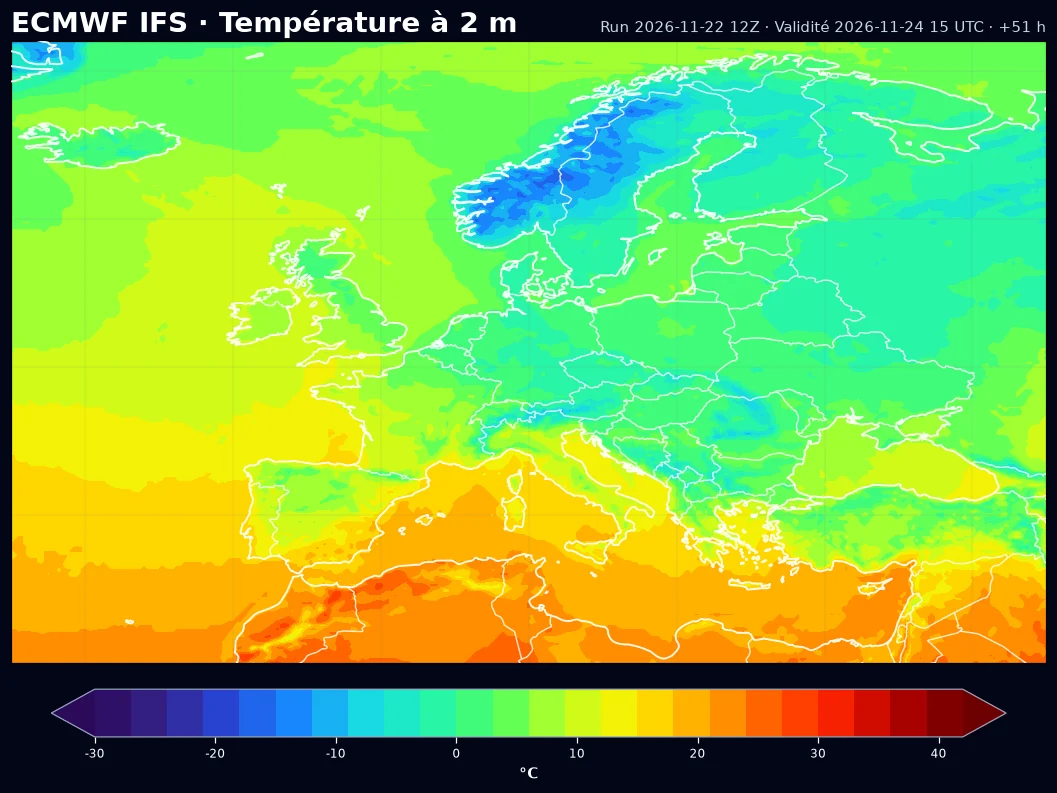 ECMWF IFS · Température à 2 m
Run 2026-11-22 12Z · Validité 2026-11-24 15 UTC · +51 h
-30 -20 -10 0 10 20 30 40
°C